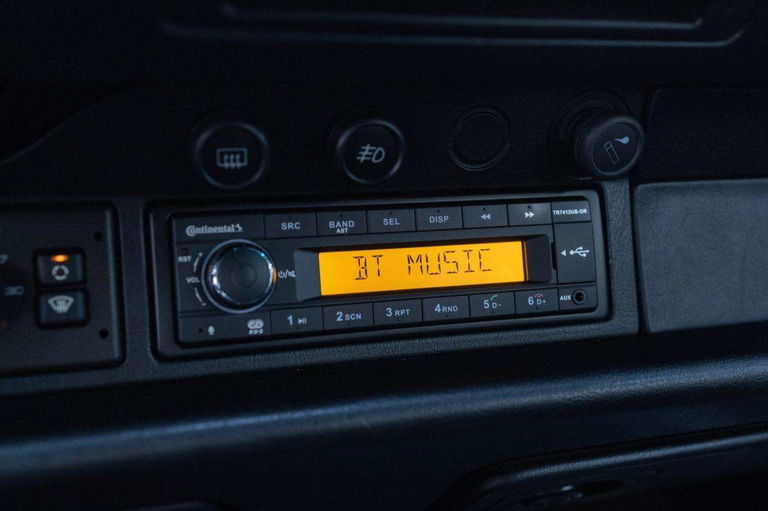 Continental
SRC
BAND
AST
SEL
DISP
TR7412UB-OR
RST
VOL
BT MUSIC
RDS
1
2 SCN
3 RPT
4 RND
5 D-
6 D+
AUX